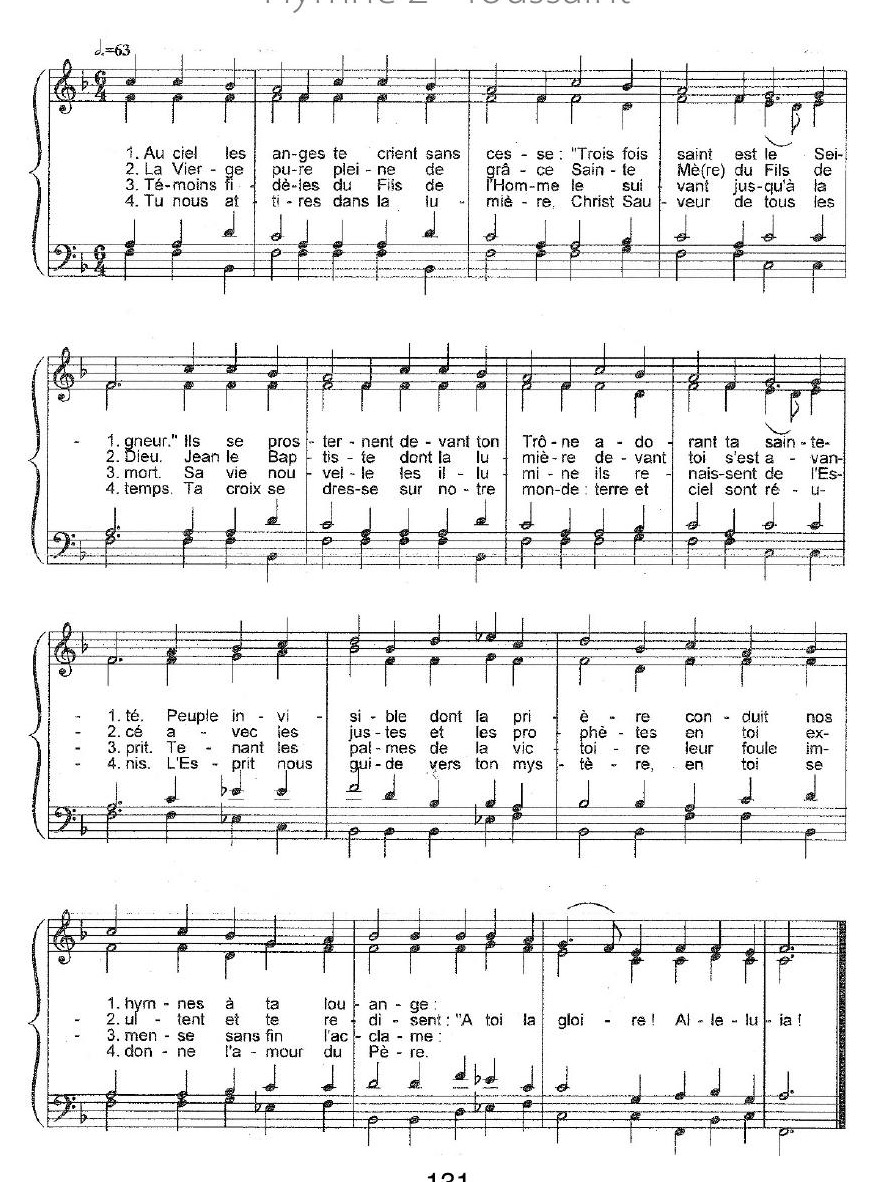 Hymne 2 - Toussaint
♩.=63
6 4
1. Au ciel les an-ges te crient sans ces - se : "Trois fois saint est le Sei-
2. La Vier - ge pu-re plei - ne de grâ - ce Sain - te Mè(re) du Fils de
3. Té-moins fi - dè-les du Fils de l'Hom-me le sui - vant jus-qu'à la
4. Tu nous at - ti - res dans la lu - miè - re, Christ Sau - veur de tous les
6 4
- 1. gneur." Ils se pros - ter - nent de - vant ton Trô - ne a - do - rant ta sain - te-
- 2. Dieu. Jean le Bap - tis - te dont la lu - miè - re de - vant toi s'est a - van-
- 3. mort. Sa vie nou - vel - le les il - lu - mi - ne ils re - nais-sent de l'Es-
- 4. temps. Ta croix se dres-se sur no - tre mon-de : terre et ciel sont ré - u-
- 1. té. Peuple in - vi - si - ble dont la pri - è - re con - duit nos
- 2. cé a - vec les jus - tes et les pro - phè - tes en toi ex-
- 3. prit. Te - nant les pal - mes de la vic - toi - re leur foule im-
- 4. nis. L'Es - prit nous gui - de vers ton mys - tè - re, en toi se
1. hym - nes à ta lou - an - ge :
- 2. ul - tent et te re - di - sent : "A toi la gloi - re ! Al - le - lu - ia !
- 3. men - se sans fin l'ac - cla - me :
4. don - ne l'a - mour du Pè - re.
131